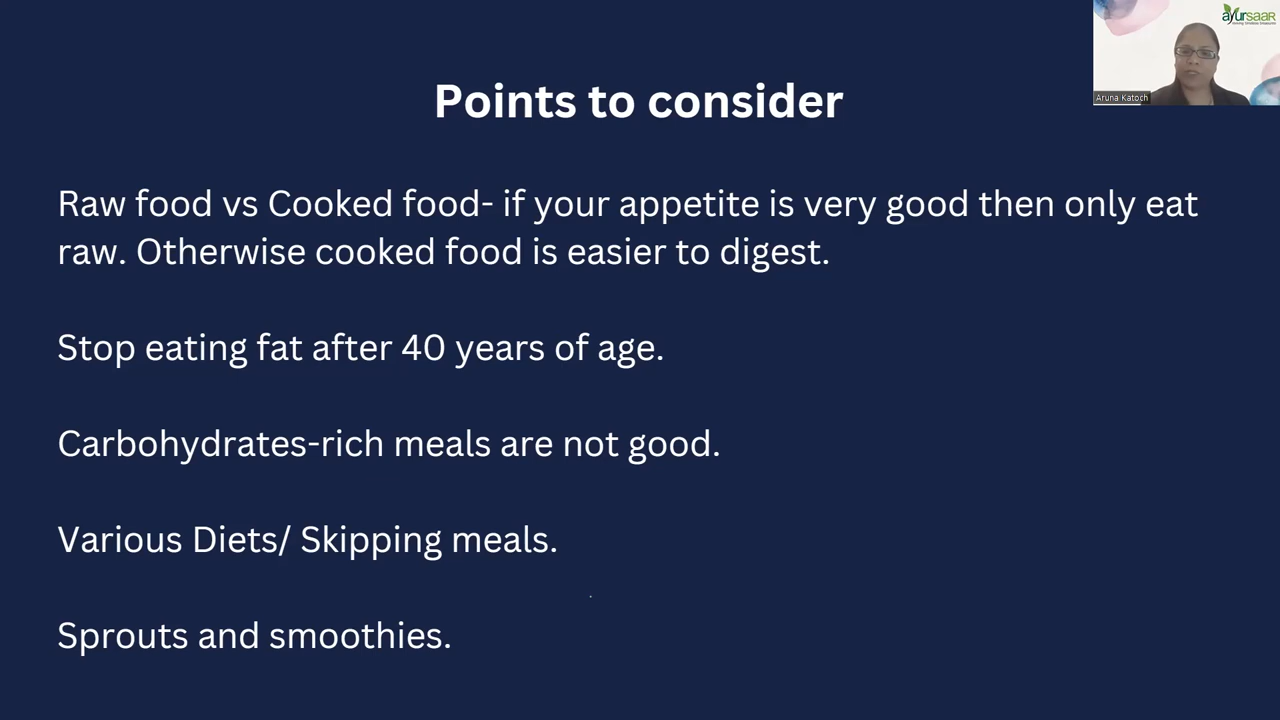 ayurSAAR
Aruna Katoch
Points to consider
Raw food vs Cooked food- if your appetite is very good then only eat
raw. Otherwise cooked food is easier to digest.
Stop eating fat after 40 years of age.
Carbohydrates-rich meals are not good.
Various Diets/ Skipping meals.
Sprouts and smoothies.